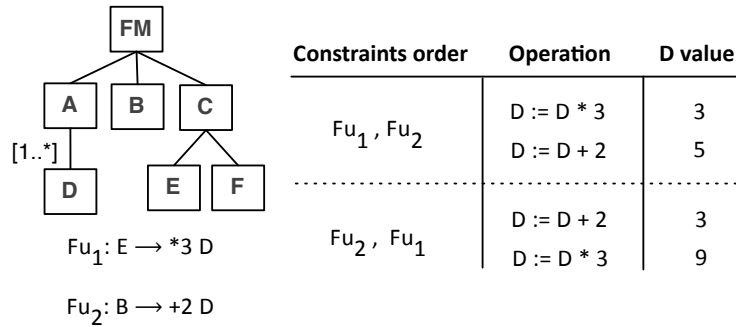 FM
A
B
C
[1..*]
D
E
F
Fu1: E → *3 D
Fu2: B → +2 D
Constraints order Operation D value
Fu1 , Fu2
D := D * 3 3
D := D + 2 5
Fu2 , Fu1
D := D + 2 3
D := D * 3 9